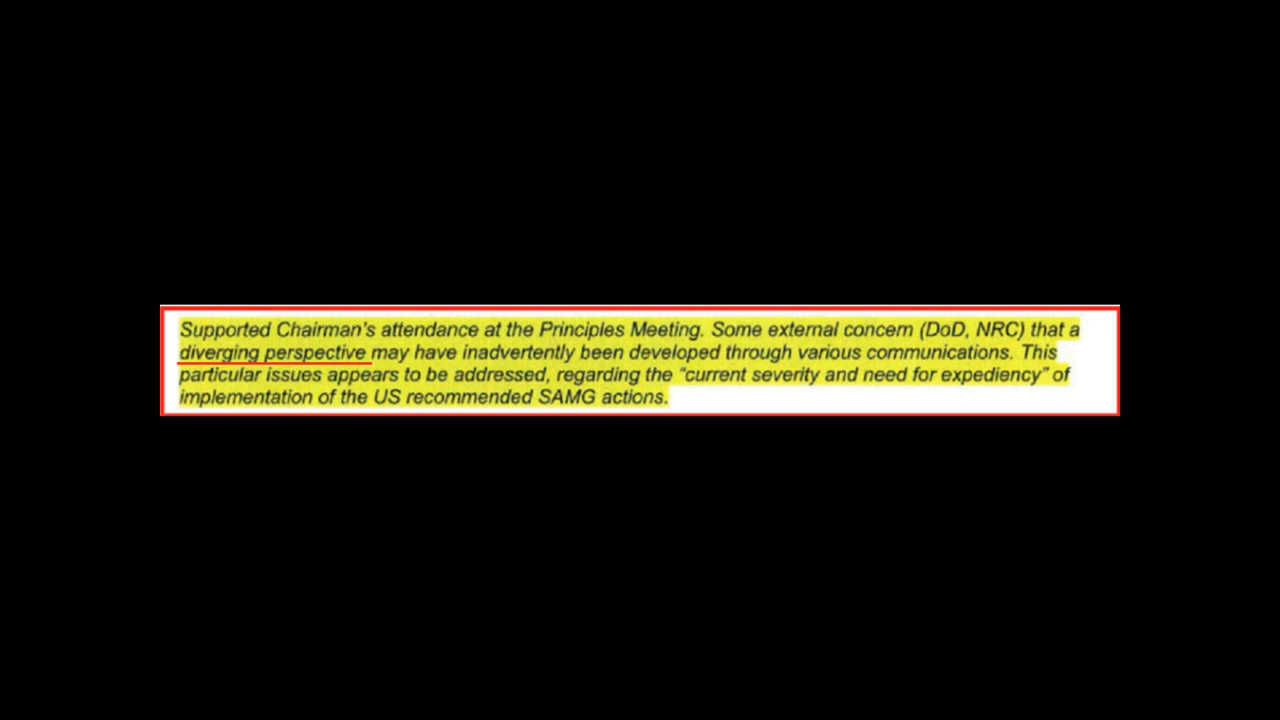 Supported Chairman's attendance at the Principles Meeting. Some external concern (DoD, NRC) that a
diverging perspective may have inadvertently been developed through various communications. This
particular issues appears to be addressed, regarding the "current severity and need for expediency" of
implementation of the US recommended SAMG actions.